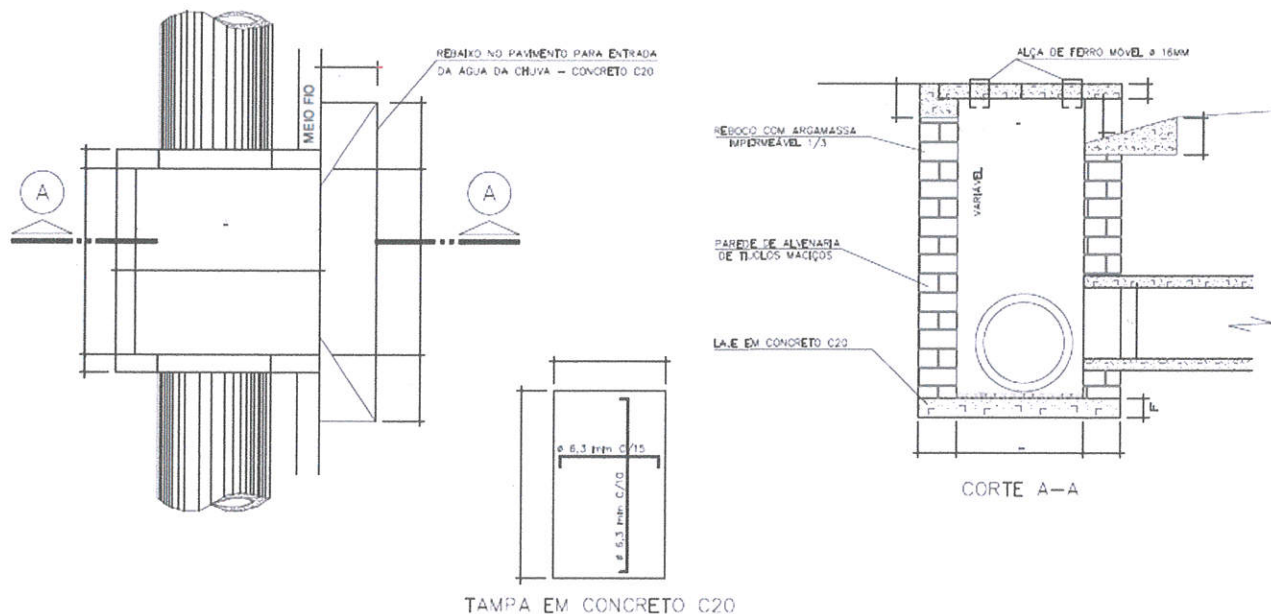 REBAIXO NO PAVIMENTO PARA ENTRADA
DA ÁGUA DA CHUVA – CONCRETO C20
MEIO FIO
A
A
ø 6,3 mm C/15
ø 6,3 mm C/10
TAMPA EM CONCRETO C20
ALÇA DE FERRO MÓVEL ø 16MM
REBOCO COM ARGAMASSA
IMPERMEÁVEL 1/3
VARIÁVEL
PAREDE DE ALVENARIA
DE TIJOLOS MACIÇOS
LAJE EM CONCRETO C20
CORTE A–A